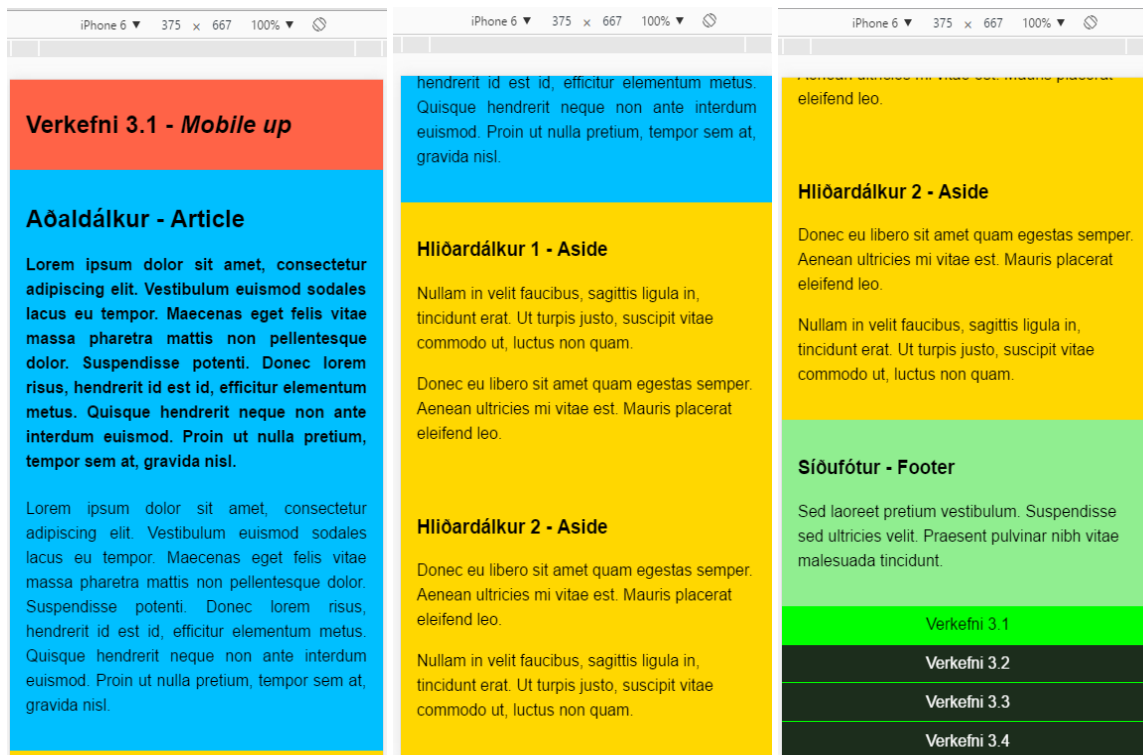 iPhone 6 ▼ 375 × 667 100% ▼
Verkefni 3.1 - Mobile up
Aðaldálkur - Article
Lorem ipsum dolor sit amet, consectetur
adipiscing elit. Vestibulum euismod sodales
lacus eu tempor. Maecenas eget felis vitae
massa pharetra mattis non pellentesque
dolor. Suspendisse potenti. Donec lorem
risus, hendrerit id est id, efficitur elementum
metus. Quisque hendrerit neque non ante
interdum euismod. Proin ut nulla pretium,
tempor sem at, gravida nisl.
Lorem ipsum dolor sit amet, consectetur
adipiscing elit. Vestibulum euismod sodales
lacus eu tempor. Maecenas eget felis vitae
massa pharetra mattis non pellentesque dolor.
Suspendisse potenti. Donec lorem risus,
hendrerit id est id, efficitur elementum metus.
Quisque hendrerit neque non ante interdum
euismod. Proin ut nulla pretium, tempor sem at,
gravida nisl.
iPhone 6 ▼ 375 × 667 100% ▼
hendrerit id est id, efficitur elementum metus.
Quisque hendrerit neque non ante interdum
euismod. Proin ut nulla pretium, tempor sem at,
gravida nisl.
Hliðardálkur 1 - Aside
Nullam in velit faucibus, sagittis ligula in,
tincidunt erat. Ut turpis justo, suscipit vitae
commodo ut, luctus non quam.
Donec eu libero sit amet quam egestas semper.
Aenean ultricies mi vitae est. Mauris placerat
eleifend leo.
Hliðardálkur 2 - Aside
Donec eu libero sit amet quam egestas semper.
Aenean ultricies mi vitae est. Mauris placerat
eleifend leo.
Nullam in velit faucibus, sagittis ligula in,
tincidunt erat. Ut turpis justo, suscipit vitae
commodo ut, luctus non quam.
iPhone 6 ▼ 375 × 667 100% ▼
Aenean ultricies mi vitae est. Mauris placerat
eleifend leo.
Hliðardálkur 2 - Aside
Donec eu libero sit amet quam egestas semper.
Aenean ultricies mi vitae est. Mauris placerat
eleifend leo.
Nullam in velit faucibus, sagittis ligula in,
tincidunt erat. Ut turpis justo, suscipit vitae
commodo ut, luctus non quam.
Síðufótur - Footer
Sed laoreet pretium vestibulum. Suspendisse
sed ultricies velit. Praesent pulvinar nibh vitae
malesuada tincidunt.
Verkefni 3.1
Verkefni 3.2
Verkefni 3.3
Verkefni 3.4